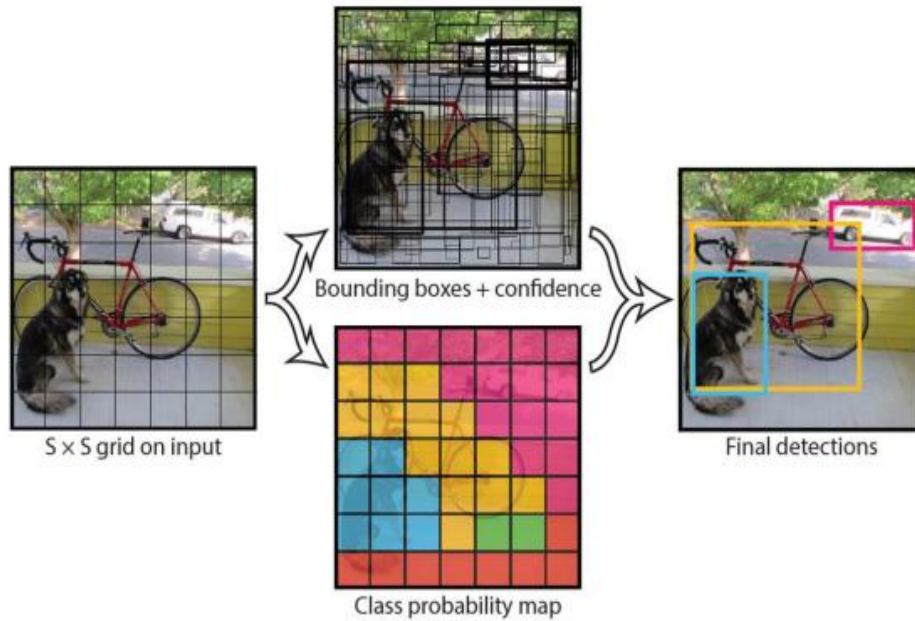 Bounding boxes + confidence
S × S grid on input
Final detections
Class probability map